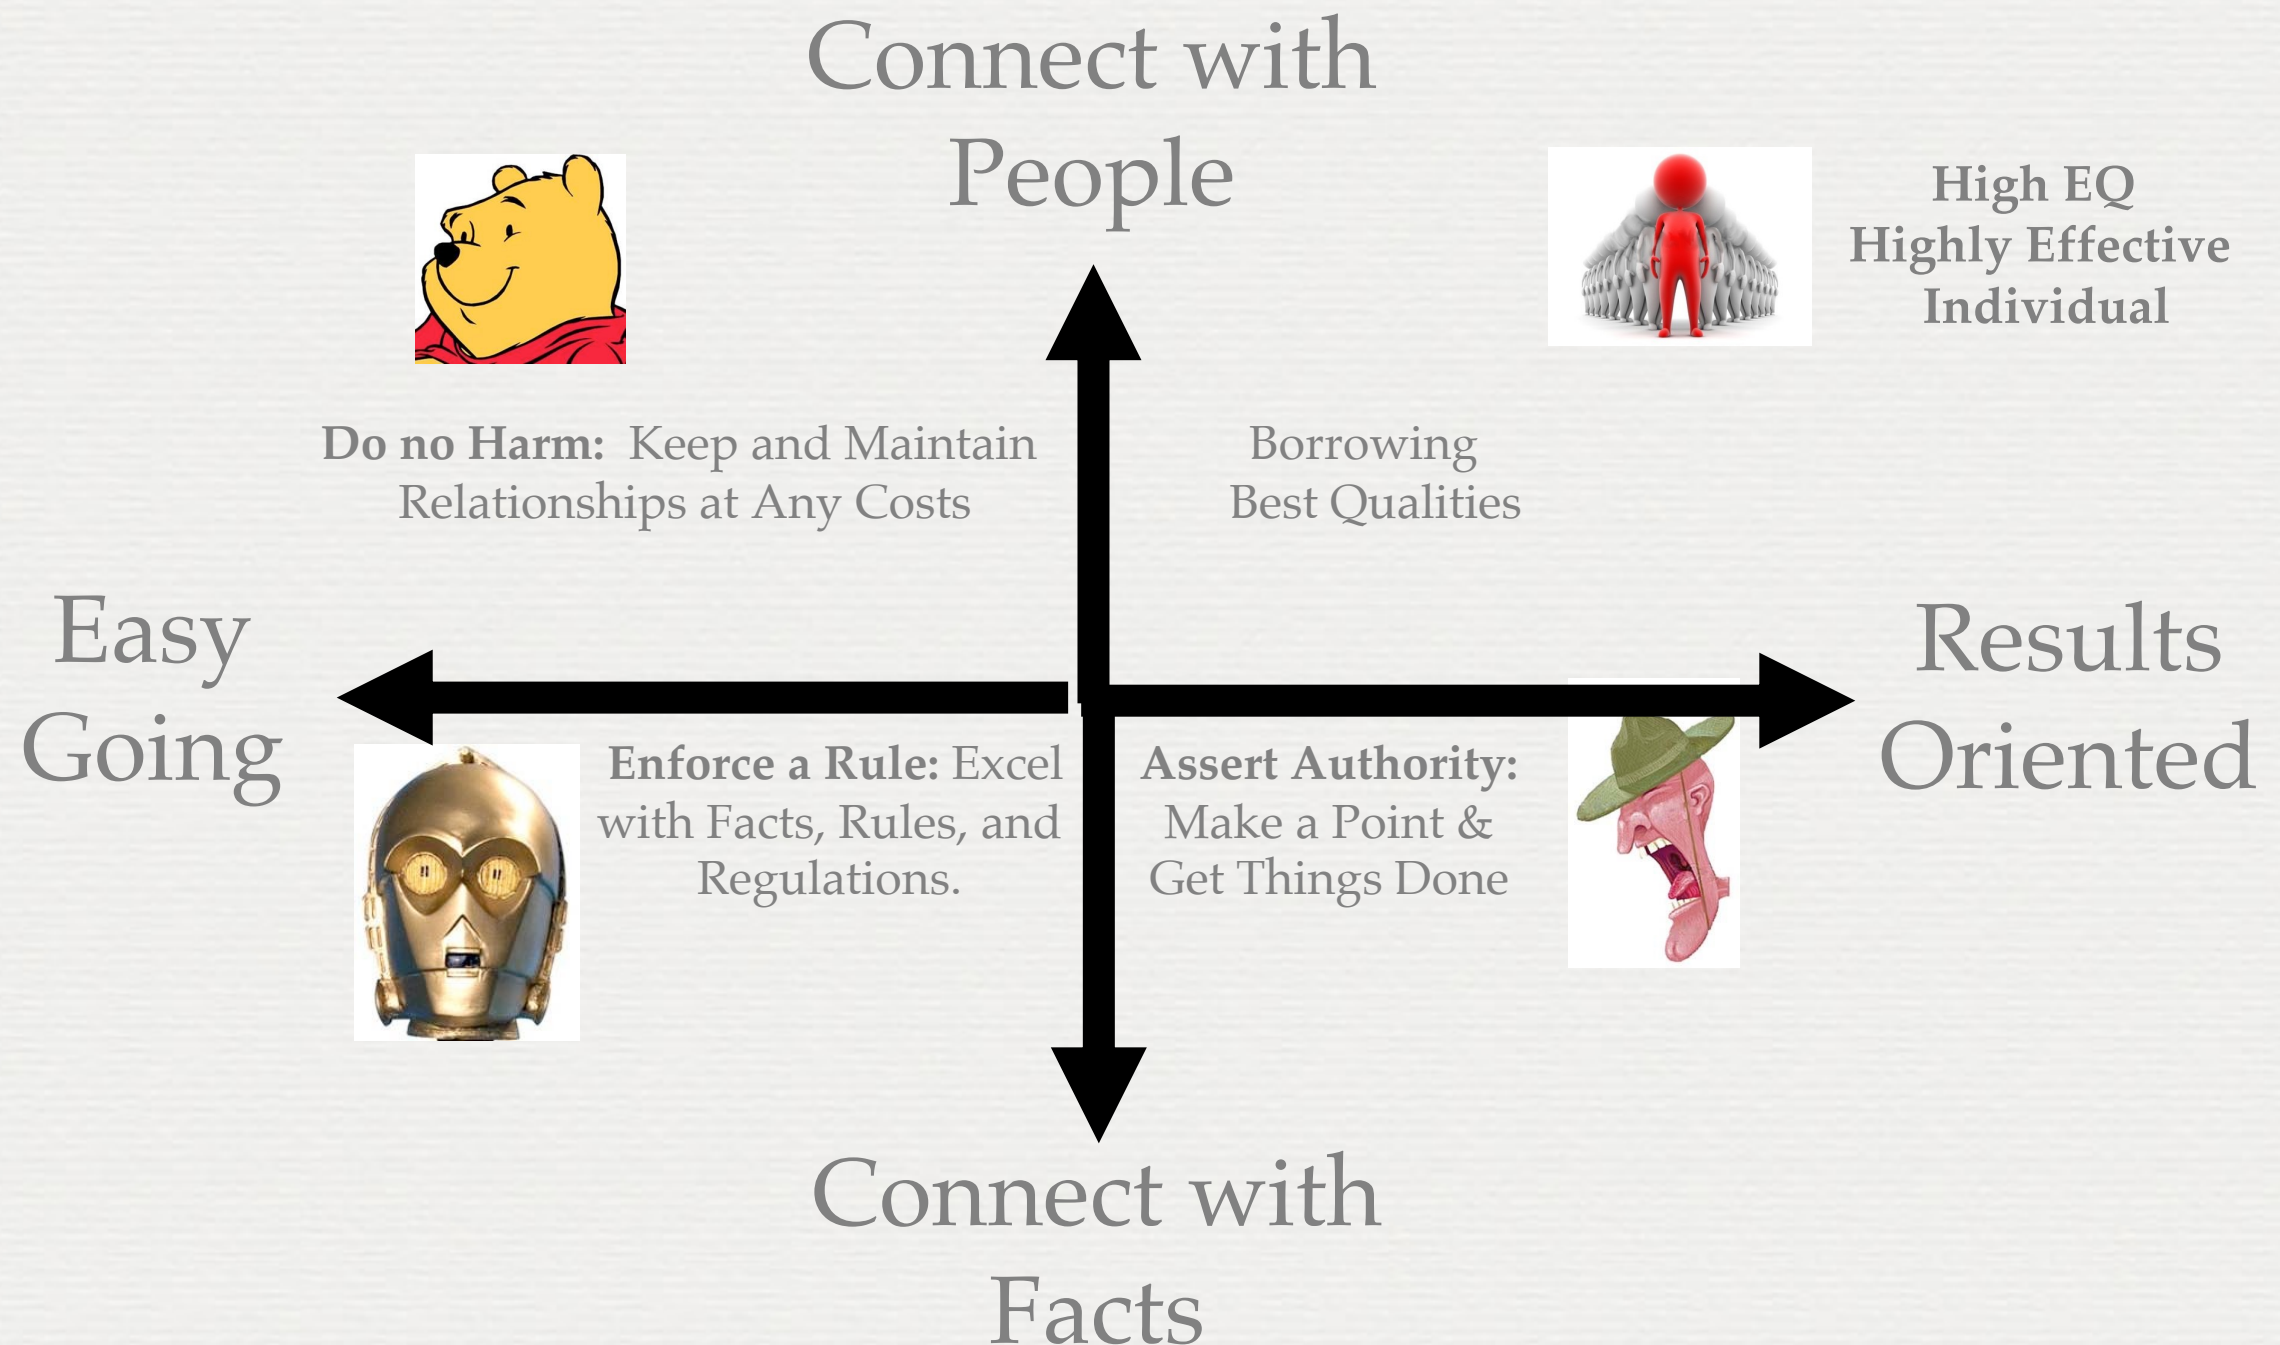 Connect with
People
High EQ
Highly Effective
Individual
Do no Harm: Keep and Maintain
Relationships at Any Costs
Borrowing
Best Qualities
Easy
Going
Results
Oriented
Enforce a Rule: Excel
with Facts, Rules, and
Regulations.
Assert Authority:
Make a Point &
Get Things Done
Connect with
Facts